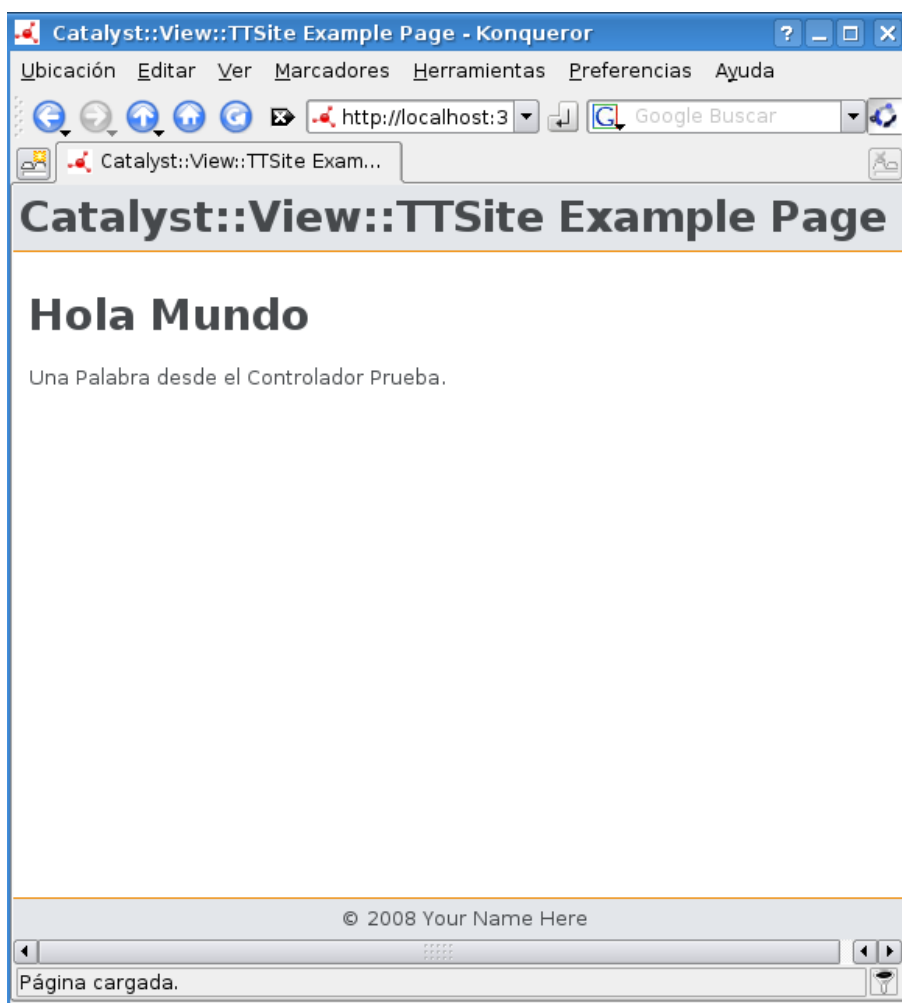 Catalyst::View::TTSite Example Page - Konqueror
Ubicación Editar Ver Marcadores Herramientas Preferencias Ayuda
http://localhost:3 Google Buscar
Catalyst::View::TTSite Exam...
Catalyst::View::TTSite Example Page
Hola Mundo
Una Palabra desde el Controlador Prueba.
© 2008 Your Name Here
Página cargada.